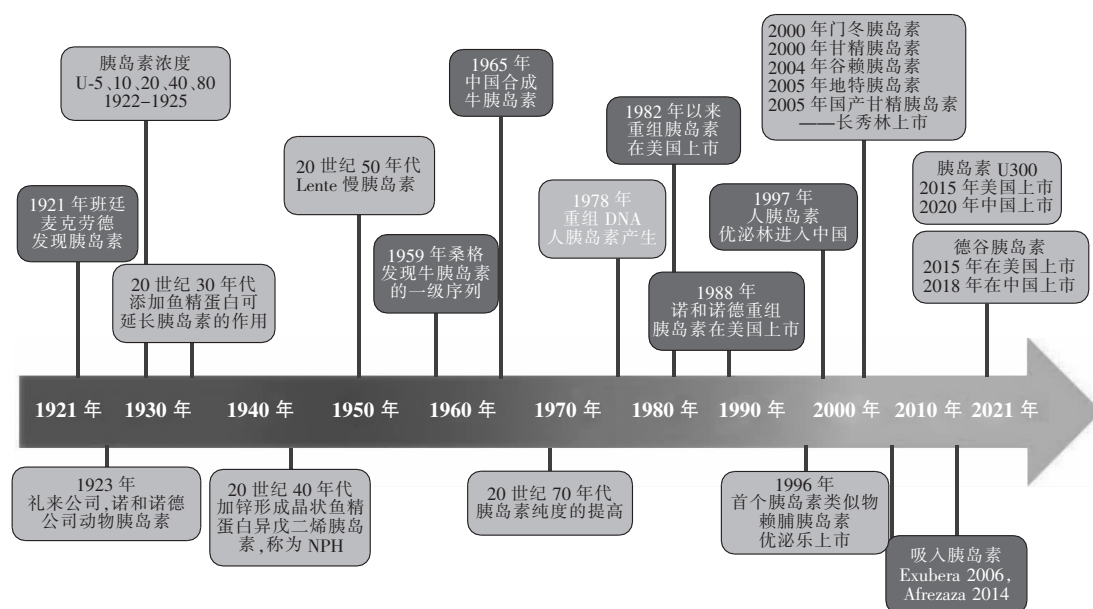 胰岛素浓度
U-5、10、20、40、80
1922-1925
1965 年
中国合成
牛胰岛素
2000 年门冬胰岛素
2000 年甘精胰岛素
2004 年谷赖胰岛素
2005 年地特胰岛素
2005 年国产甘精胰岛素
——长秀林上市
1982 年以来
重组胰岛素
在美国上市
20 世纪 50 年代
Lente 慢胰岛素
胰岛素 U300
2015 年美国上市
2020 年中国上市
1921 年班廷
麦克劳德
发现胰岛素
1978 年
重组 DNA
人胰岛素产生
1997 年
人胰岛素
优泌林进入中国
1959 年桑格
发现牛胰岛素
的一级序列
德谷胰岛素
2015 年在美国上市
2018 年在中国上市
20 世纪 30 年代
添加鱼精蛋白可
延长胰岛素的作用
1988 年
诺和诺德重组
胰岛素在美国上市
1921 年 1930 年 1940 年 1950 年 1960 年 1970 年 1980 年 1990 年 2000 年 2010 年 2021 年
1923 年
礼来公司,诺和诺德
公司动物胰岛素
20 世纪 40 年代
加锌形成晶状鱼精
蛋白异戊二烯胰岛
素,称为 NPH
20 世纪 70 年代
胰岛素纯度的提高
1996 年
首个胰岛素类似物
赖脯胰岛素
优泌乐上市
吸入胰岛素
Exubera 2006,
Afrezaza 2014